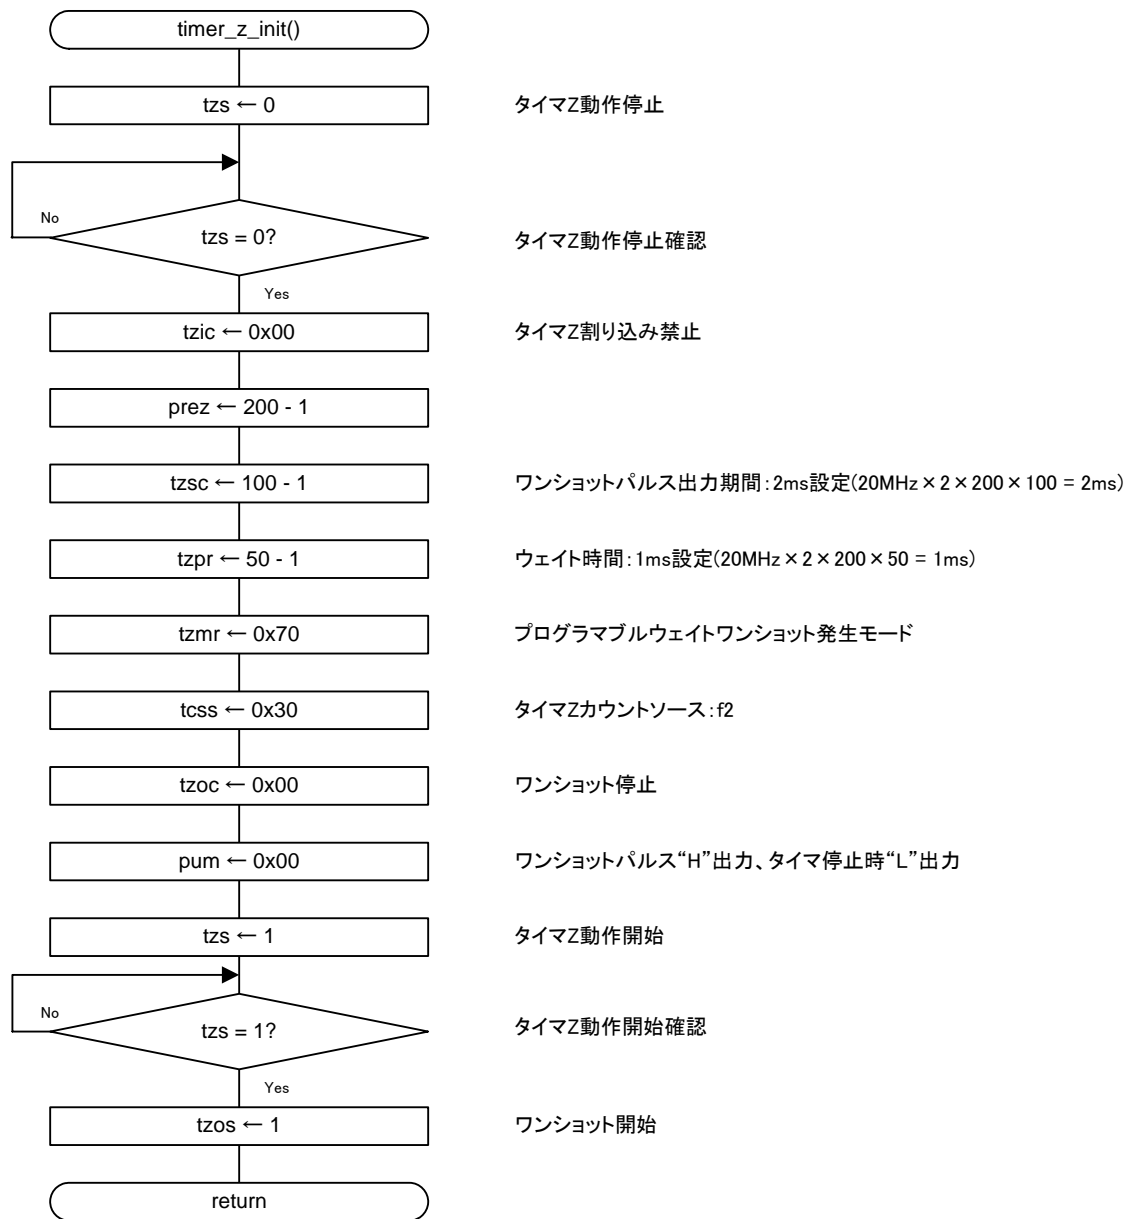 timer_z_init()
tzs ← 0
タイマZ動作停止
No
tzs = 0?
タイマZ動作停止確認
Yes
tzic ← 0x00
タイマZ割り込み禁止
prez ← 200 - 1
tzsc ← 100 - 1
ワンショットパルス出力期間：2ms設定(20MHz×2×200×100 = 2ms)
tzpr ← 50 - 1
ウェイト時間：1ms設定(20MHz×2×200×50 = 1ms)
tzmr ← 0x70
プログラマブルウェイトワンショット発生モード
tcss ← 0x30
タイマZカウントソース：f2
tzoc ← 0x00
ワンショット停止
pum ← 0x00
ワンショットパルス“H”出力、タイマ停止時“L”出力
tzs ← 1
タイマZ動作開始
No
tzs = 1?
タイマZ動作開始確認
Yes
tzos ← 1
ワンショット開始
return